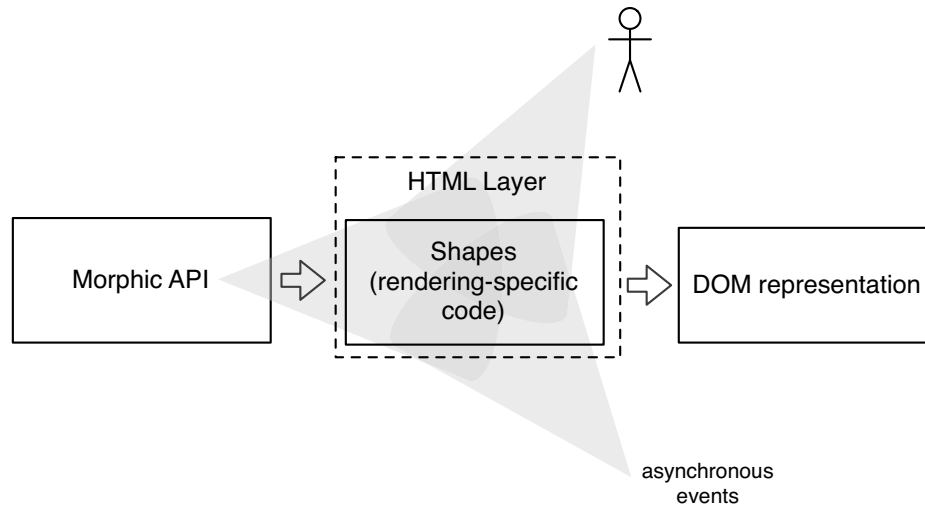 HTML Layer
Morphic API
Shapes
(rendering-specific
code)
DOM representation
asynchronous
events